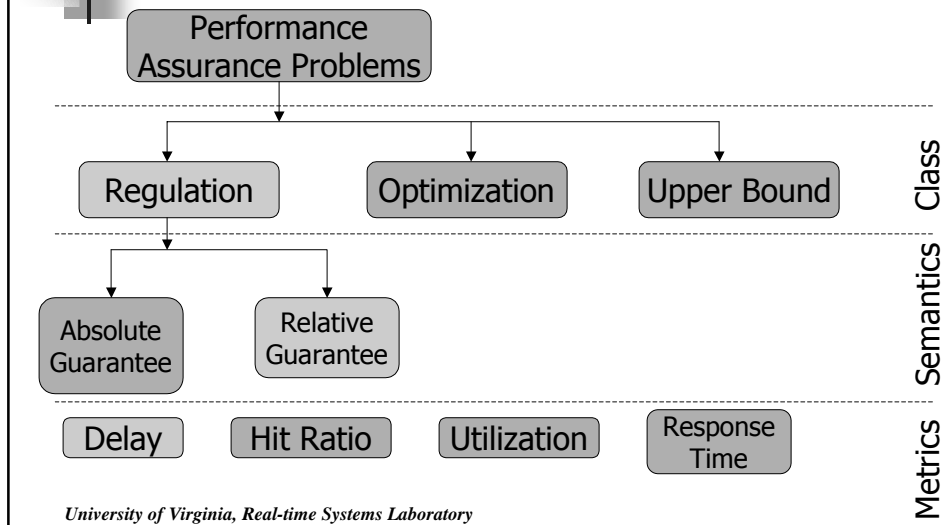 Performance
Assurance Problems
Regulation
Optimization
Upper Bound
Class
Absolute
Guarantee
Relative
Guarantee
Semantics
Delay
Hit Ratio
Utilization
Response
Time
Metrics
University of Virginia, Real-time Systems Laboratory